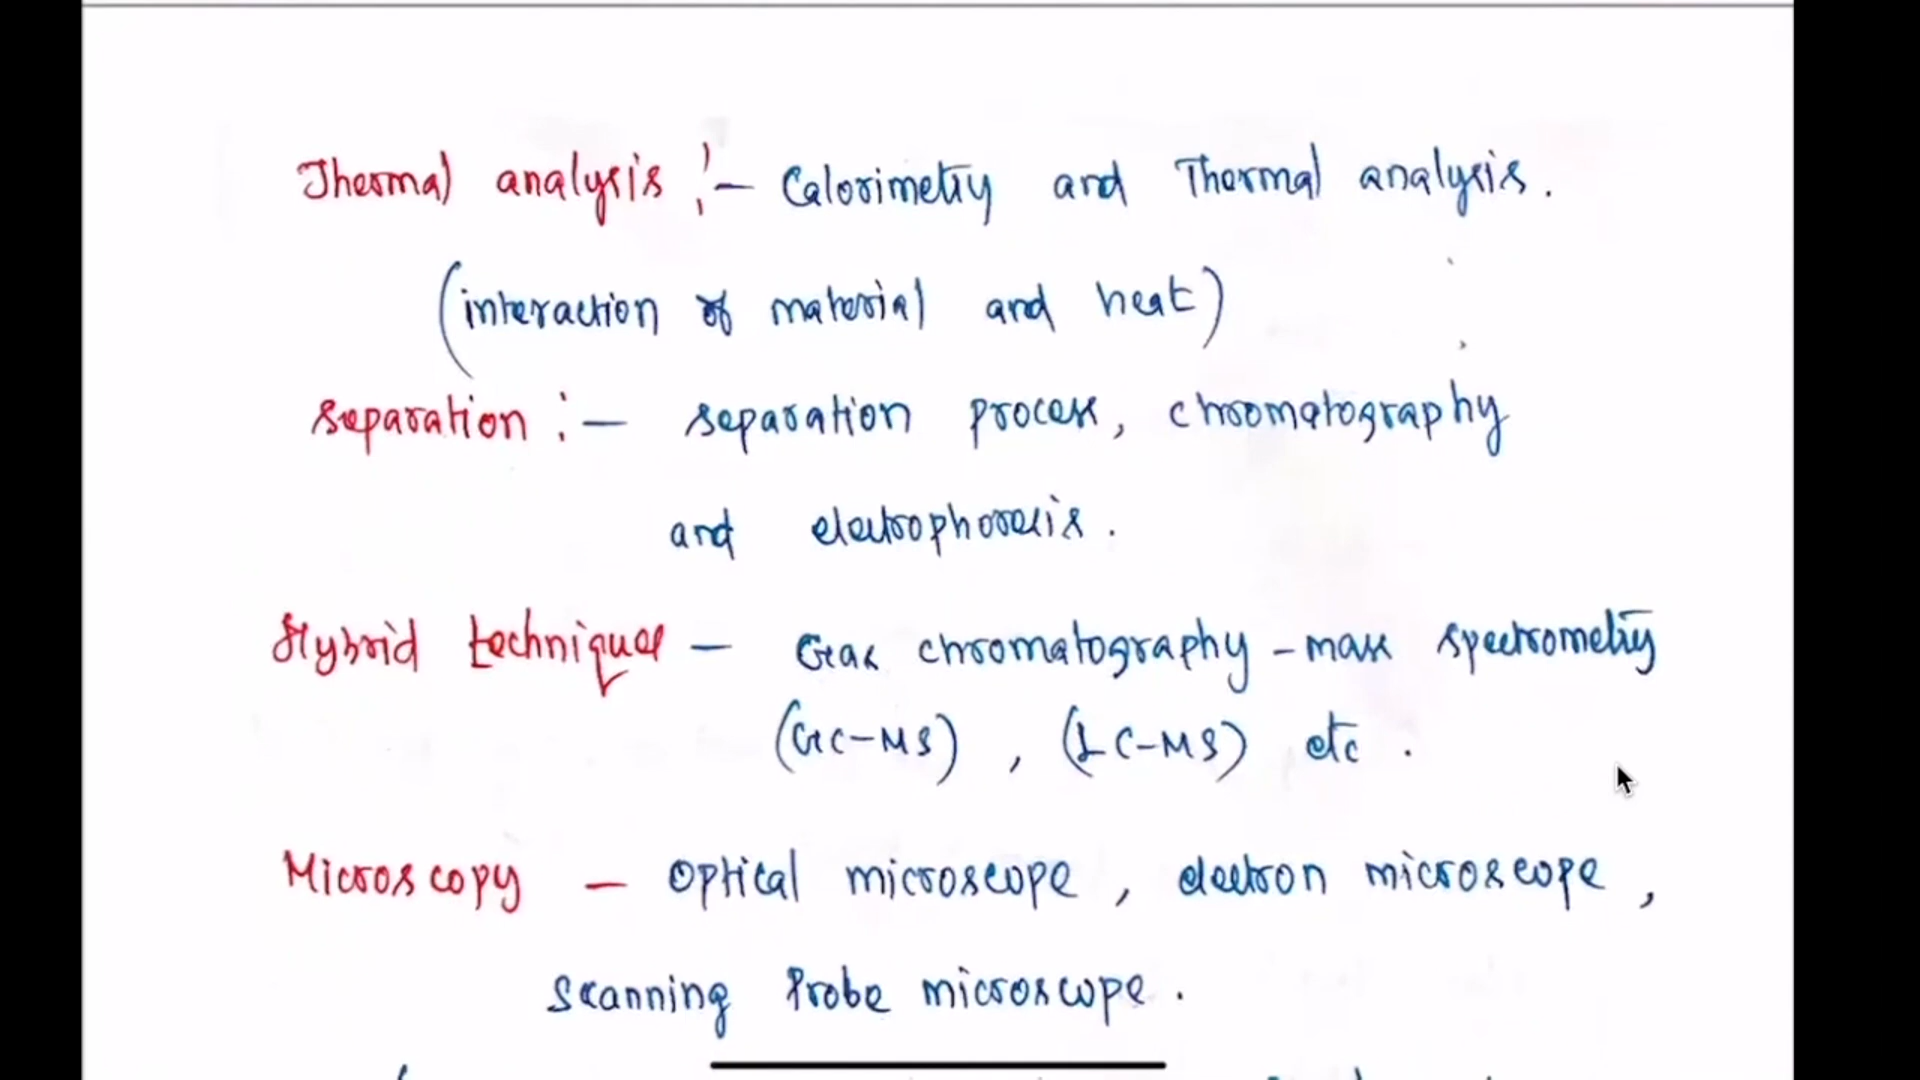 Thermal analysis :- Calorimetry and Thermal analysis.
(interaction of material and heat)
separation :- separation process, chromatography
and electrophoresis.
Hybrid techniques - Gas chromatography - mass spectrometry
(GC-MS) , (LC-MS) etc .
Microscopy - Optical microscope , electron microscope ,
scanning Probe microscope .